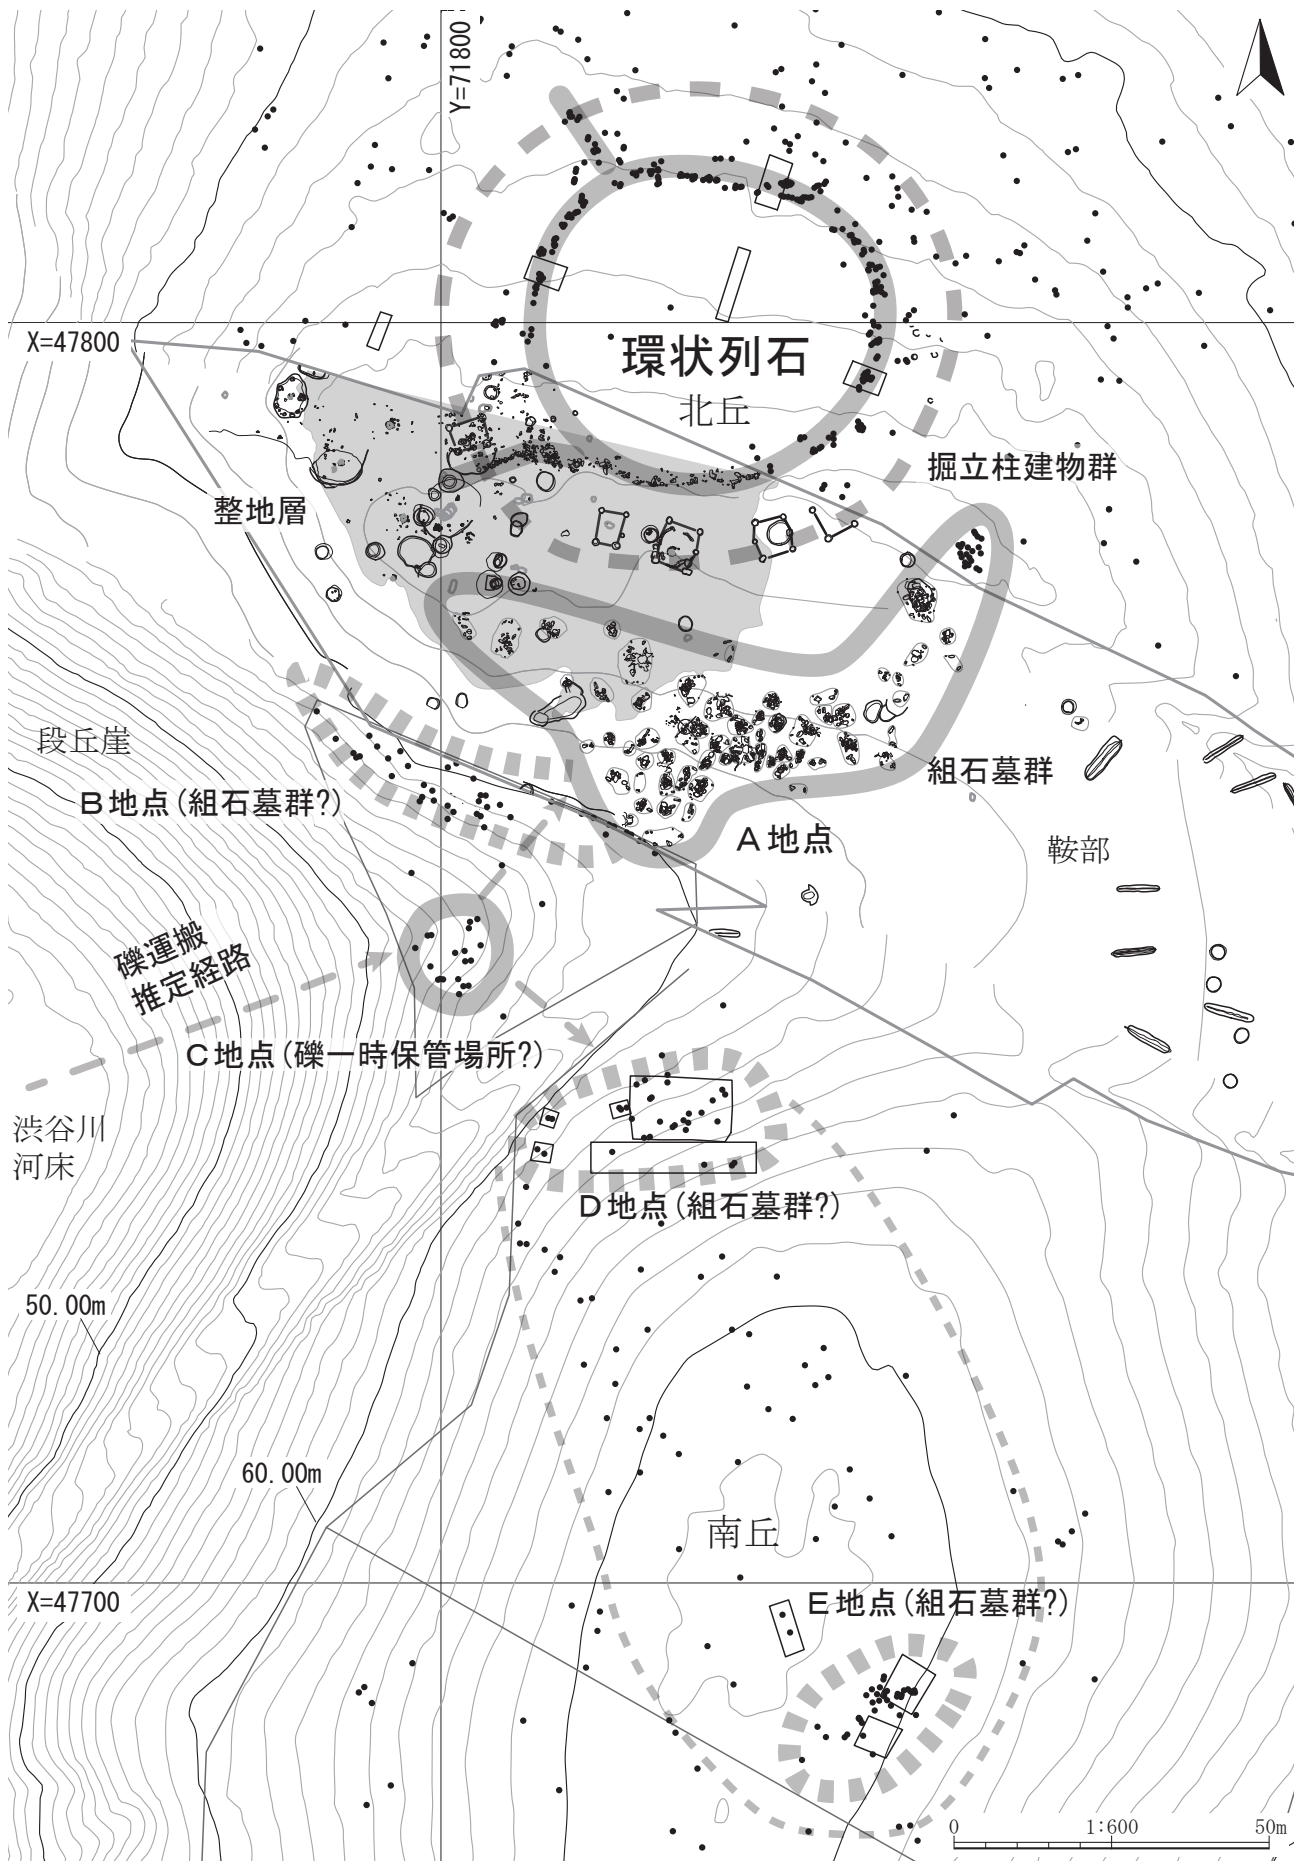 Y=71800
X=47800
環状列石
北丘
掘立柱建物群
整地層
段丘崖
B地点(組石墓群?)
組石墓群
A地点
鞍部
礫運搬
推定経路
C地点(礫一時保管場所?)
渋谷川
河床
D地点(組石墓群?)
50.00m
60.00m
南丘
X=47700
E地点(組石墓群?)
0
1:600
50m